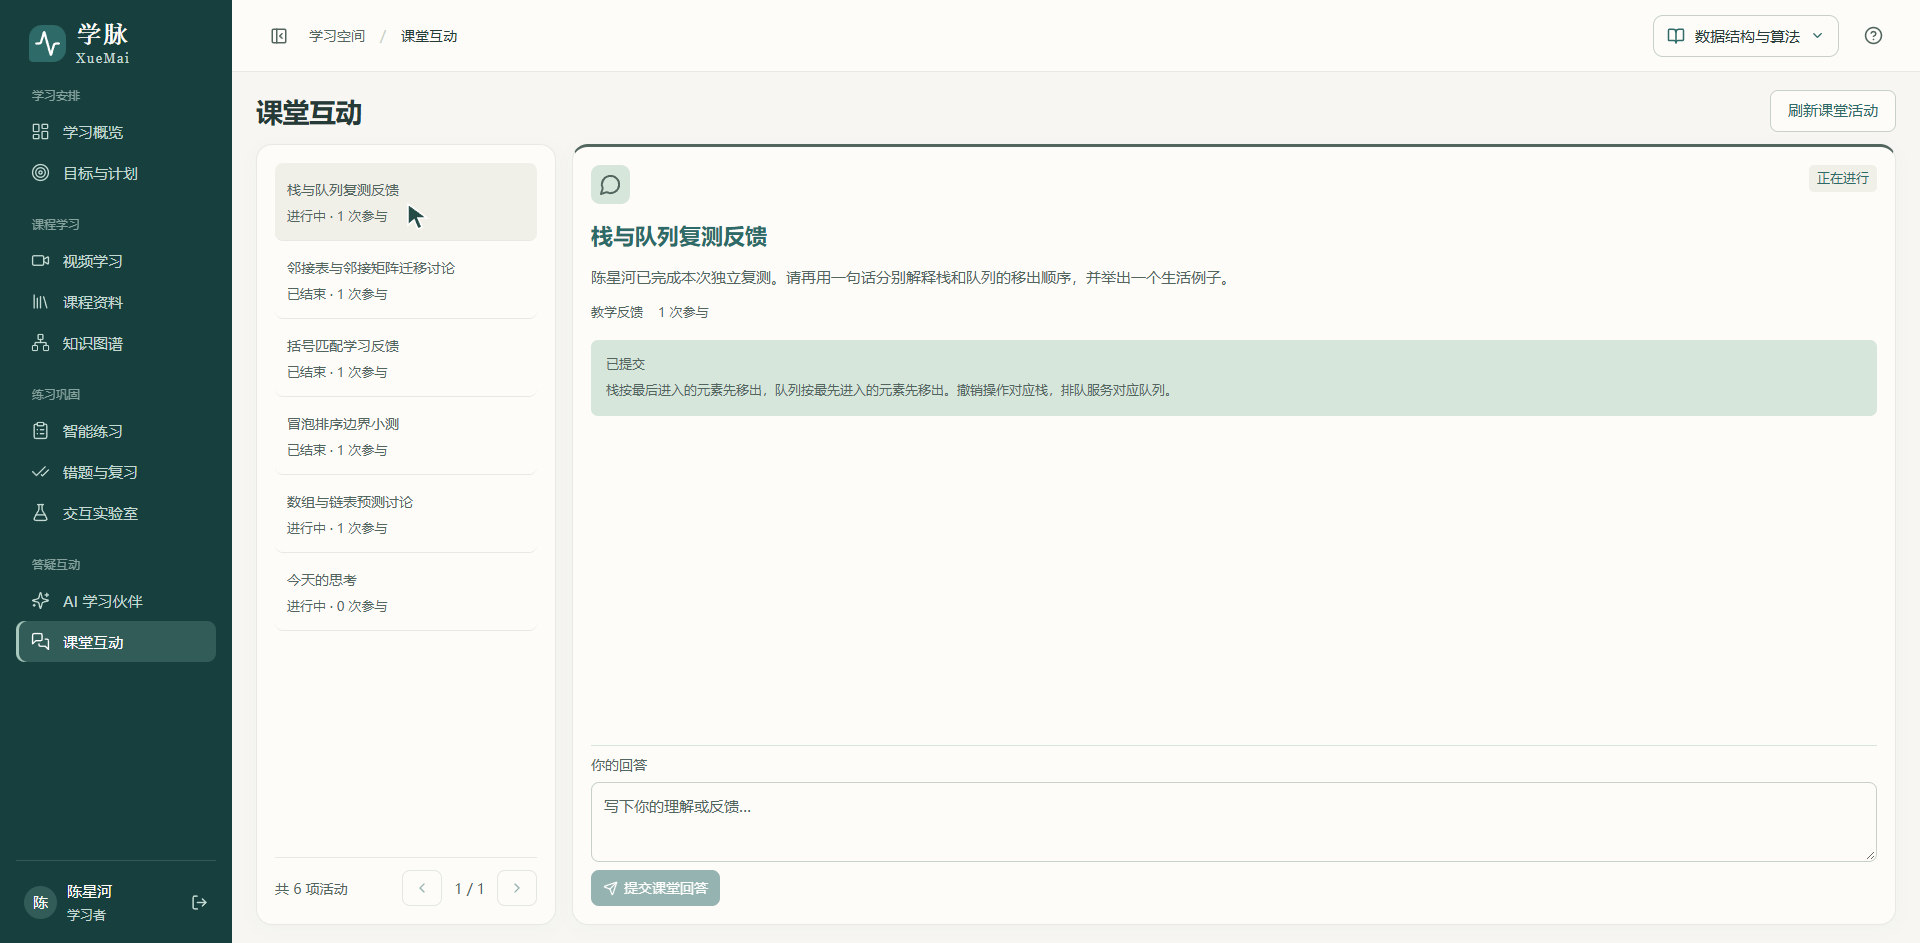 学脉
XueMai
学习安排
学习概览
目标与计划
课程学习
视频学习
课程资料
知识图谱
练习巩固
智能练习
错题与复习
交互实验室
答疑互动
AI 学习伙伴
课堂互动
陈
陈星河
学习者
学习空间 / 课堂互动
数据结构与算法
课堂互动
刷新课堂活动
栈与队列复测反馈
进行中 · 1 次参与
邻接表与邻接矩阵迁移讨论
已结束 · 1 次参与
括号匹配学习反馈
已结束 · 1 次参与
冒泡排序边界小测
已结束 · 1 次参与
数组与链表预测讨论
进行中 · 1 次参与
今天的思考
进行中 · 0 次参与
共 6 项活动
1 / 1
正在进行
栈与队列复测反馈
陈星河已完成本次独立复测。请再用一句话分别解释栈和队列的移出顺序，并举出一个生活例子。
教学反馈 1 次参与
已提交
栈按最后进入的元素先移出，队列按最先进入的元素先移出。撤销操作对应栈，排队服务对应队列。
你的回答
写下你的理解或反馈...
提交课堂回答